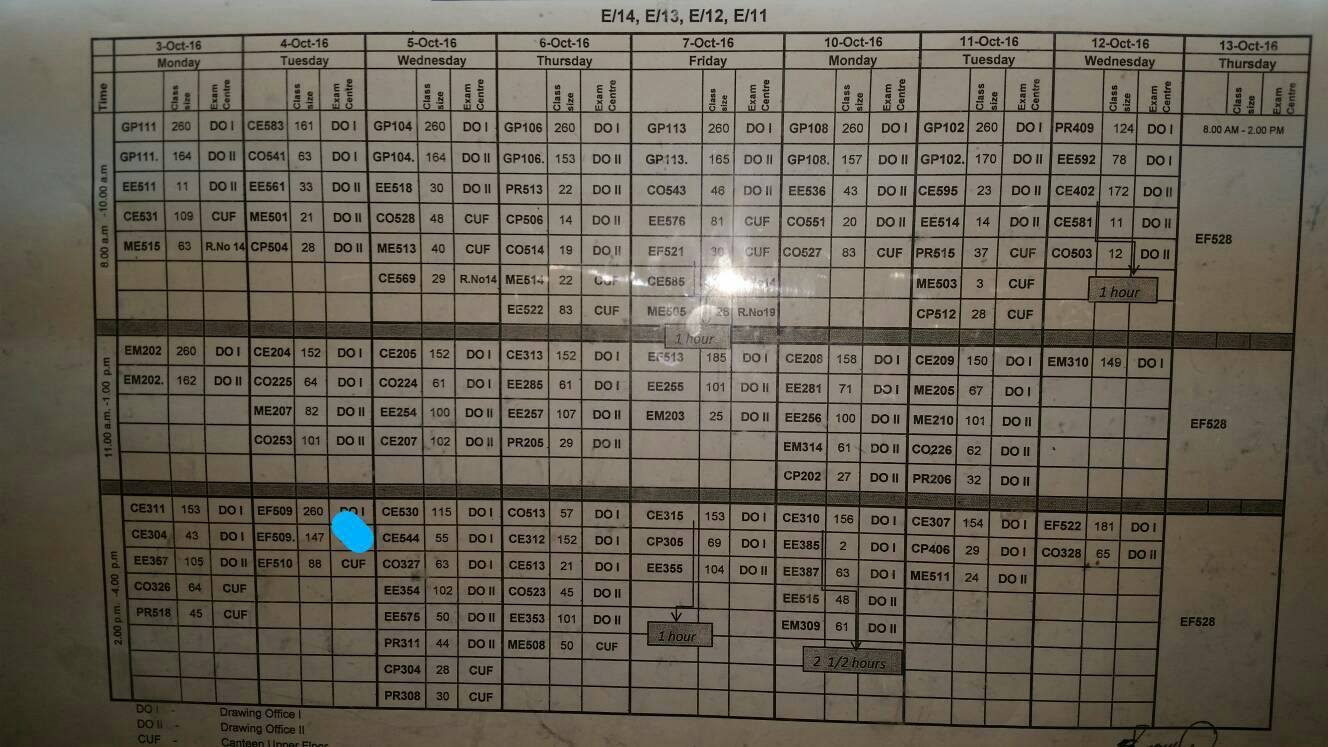 E/14, E/13, E/12, E/11
3-Oct-16 4-Oct-16 5-Oct-16 6-Oct-16 7-Oct-16 10-Oct-16 11-Oct-16 12-Oct-16 13-Oct-16
Monday Tuesday Wednesday Thursday Friday Monday Tuesday Wednesday Thursday
Time Class size Exam Centre Class size Exam Centre Class size Exam Centre Class size Exam Centre Class size Exam Centre Class size Exam Centre Class size Exam Centre Class size Exam Centre
8.00 a.m -10.00 a.m
GP111 260 DO I CE583 161 DO I GP104 260 DO I GP106 260 DO I GP113 260 DO I GP108 260 DO I GP102 260 DO I PR409 124 DO I 8.00 AM - 2.00 PM
GP111. 164 DO II CO541 63 DO I GP104. 164 DO II GP106. 153 DO II GP113. 165 DO II GP108. 157 DO II GP102. 170 DO II EE592 78 DO I
EE511 11 DO II EE561 33 DO II EE518 30 DO II PR513 22 DO II CO543 46 DO II EE536 43 DO II CE595 23 DO II CE402 172 DO II
CE531 109 CUF ME501 21 DO II CO528 48 CUF CP506 14 DO II EE576 81 CUF CO551 20 DO II EE514 14 DO II CE581 11 DO II EF528
ME515 63 R.No 14 CP504 28 DO II ME513 40 CUF CO514 19 DO II EF521 30 CUF CO527 83 CUF PR515 37 CUF CO503 12 DO II
CE569 29 R.No14 ME514 22 CUF CE585 ME503 3 CUF 1 hour
EE522 83 CUF ME505 26 R.No19 CP512 28 CUF
1 hour
11.00 a.m. -1.00 p.m
EM202 260 DO I CE204 152 DO I CE205 152 DO I CE313 152 DO I EF513 185 DO I CE208 158 DO I CE209 150 DO I EM310 149 DO I
EM202. 162 DO II CO225 64 DO I CO224 61 DO I EE285 61 DO I EE255 101 DO II EE281 71 DO I ME205 67 DO I
ME207 82 DO II EE254 100 DO II EE257 107 DO II EM203 25 DO II EE256 100 DO II ME210 101 DO II EF528
CO253 101 DO II CE207 102 DO II PR205 29 DO II EM314 61 DO II CO226 62 DO II
CP202 27 DO II PR206 32 DO II
2.00 p.m. -4.00 p.m
CE311 153 DO I EF509 260 DO I CE530 115 DO I CO513 57 DO I CE315 153 DO I CE310 156 DO I CE307 154 DO I EF522 181 DO I
CE304 43 DO I EF509. 147 CE544 55 DO I CE312 152 DO I CP305 69 DO I EE385 2 DO I CP406 29 DO I CO328 65 DO II
EE357 105 DO II EF510 88 CUF CO327 63 DO I CE513 21 DO I EE355 104 DO II EE387 63 DO I ME511 24 DO II
CO326 64 CUF EE354 102 DO II CO523 45 DO II EE515 48 DO II
PR518 45 CUF EE575 50 DO II EE353 101 DO II 1 hour EM309 61 DO II EF528
PR311 44 DO II ME508 50 CUF 2 1/2 hours
CP304 28 CUF
PR308 30 CUF
DO I - Drawing Office I
DO II - Drawing Office II
CUF - Canteen Upper Floor